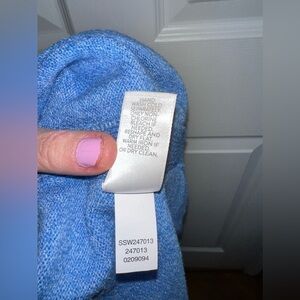 HAND
WASH COLD
SEPARATELY
ONLY NON-
CHLORINE
BLEACH IF
NEEDED
RESHAPE AND
DRY FLAT
WARM IRON IF
NEEDED
OR DRY CLEAN.
SSW247013
247013
0209094